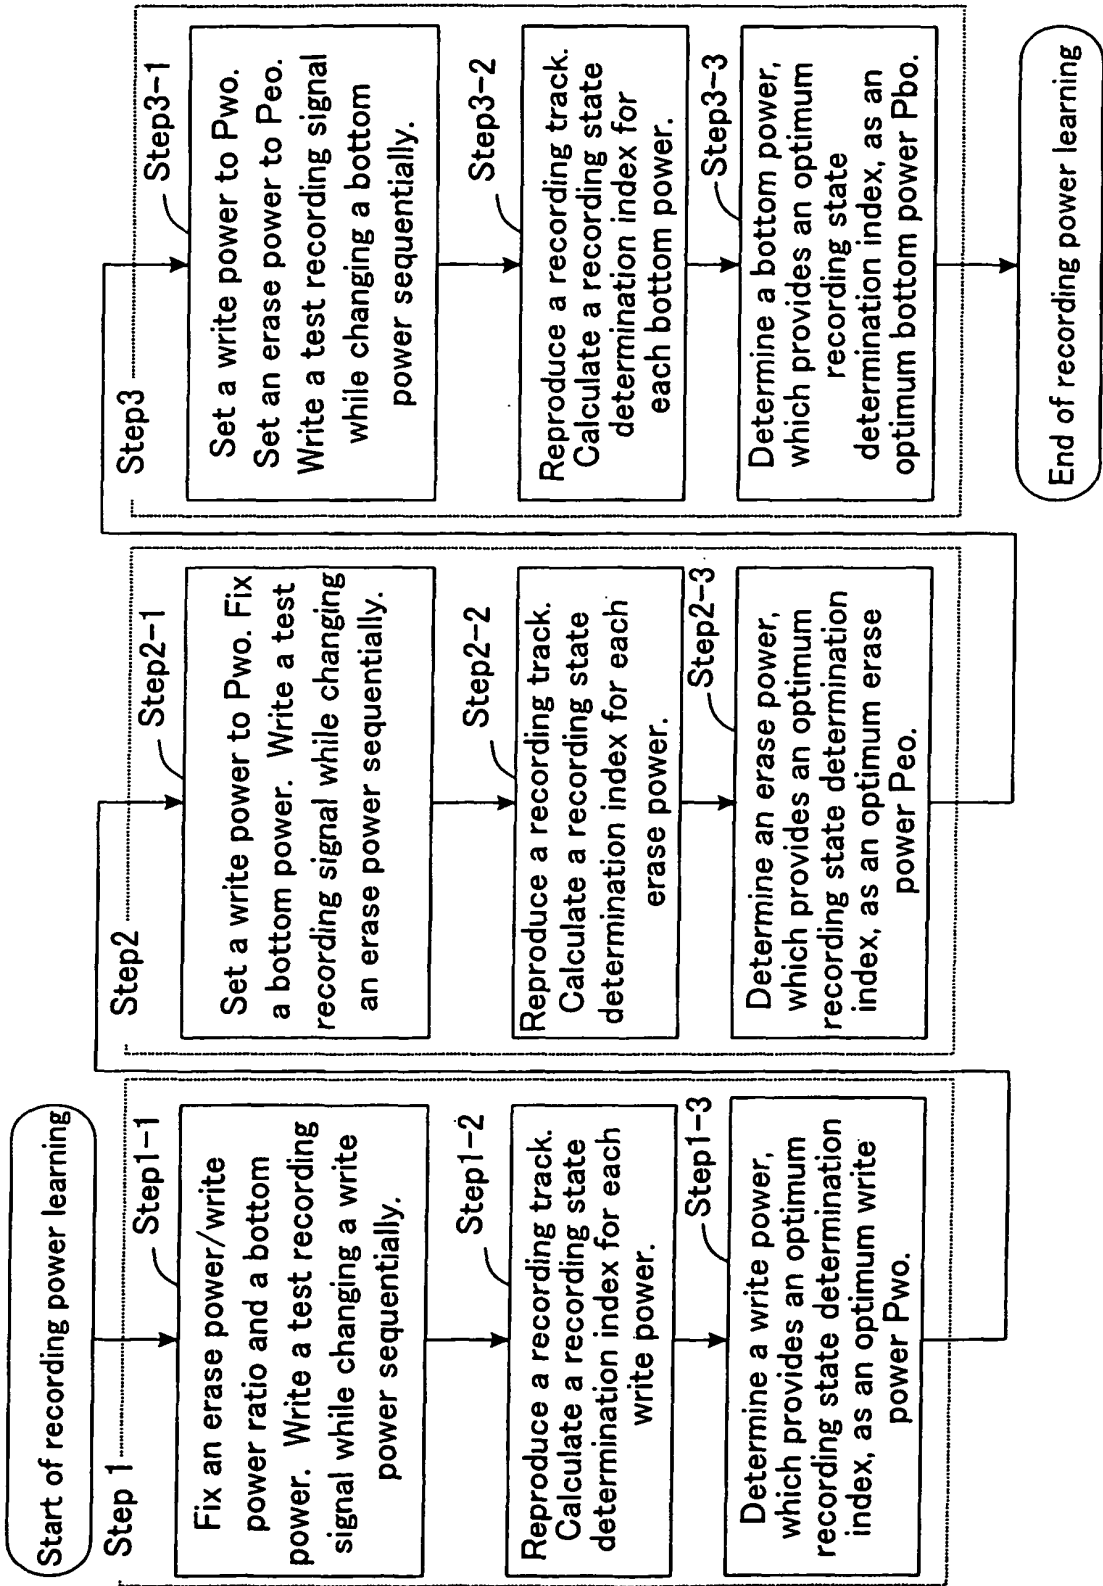 Start of recording power learning
Step 1
Step1-1
Fix an erase power/write
power ratio and a bottom
power. Write a test recording
signal while changing a write
power sequentially.
Step1-2
Reproduce a recording track.
Calculate a recording state
determination index for each
write power.
Step1-3
Determine a write power,
which provides an optimum
recording state determination
index, as an optimum write
power Pwo.
Step2
Step2-1
Set a write power to Pwo. Fix
a bottom power. Write a test
recording signal while changing
an erase power sequentially.
Step2-2
Reproduce a recording track.
Calculate a recording state
determination index for each
erase power.
Step2-3
Determine an erase power,
which provides an optimum
recording state determination
index, as an optimum erase
power Peo.
Step3
Step3-1
Set a write power to Pwo.
Set an erase power to Peo.
Write a test recording signal
while changing a bottom
power sequentially.
Step3-2
Reproduce a recording track.
Calculate a recording state
determination index for
each bottom power.
Step3-3
Determine a bottom power,
which provides an optimum
recording state
determination index, as an
optimum bottom power Pbo.
End of recording power learning